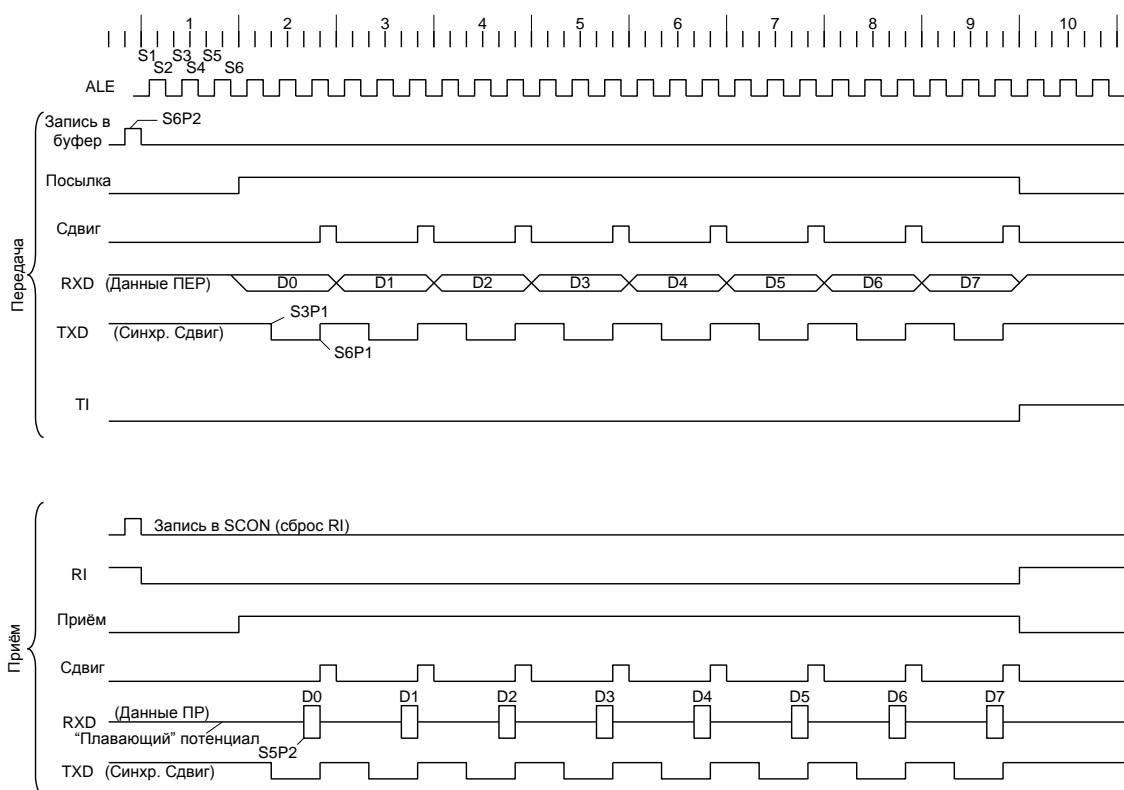 1 2 3 4 5 6 7 8 9 10
S1 S3 S5
S2 S4 S6
ALE
Передача
Запись в
буфер
S6P2
Посылка
Сдвиг
RXD (Данные ПЕР) D0 D1 D2 D3 D4 D5 D6 D7
S3P1
TXD (Синхр. Сдвиг)
S6P1
TI
Приём
Запись в SCON (сброс RI)
RI
Приём
Сдвиг
D0 D1 D2 D3 D4 D5 D6 D7
RXD (Данные ПР)
“Плавающий” потенциал
S5P2
TXD (Синхр. Сдвиг)